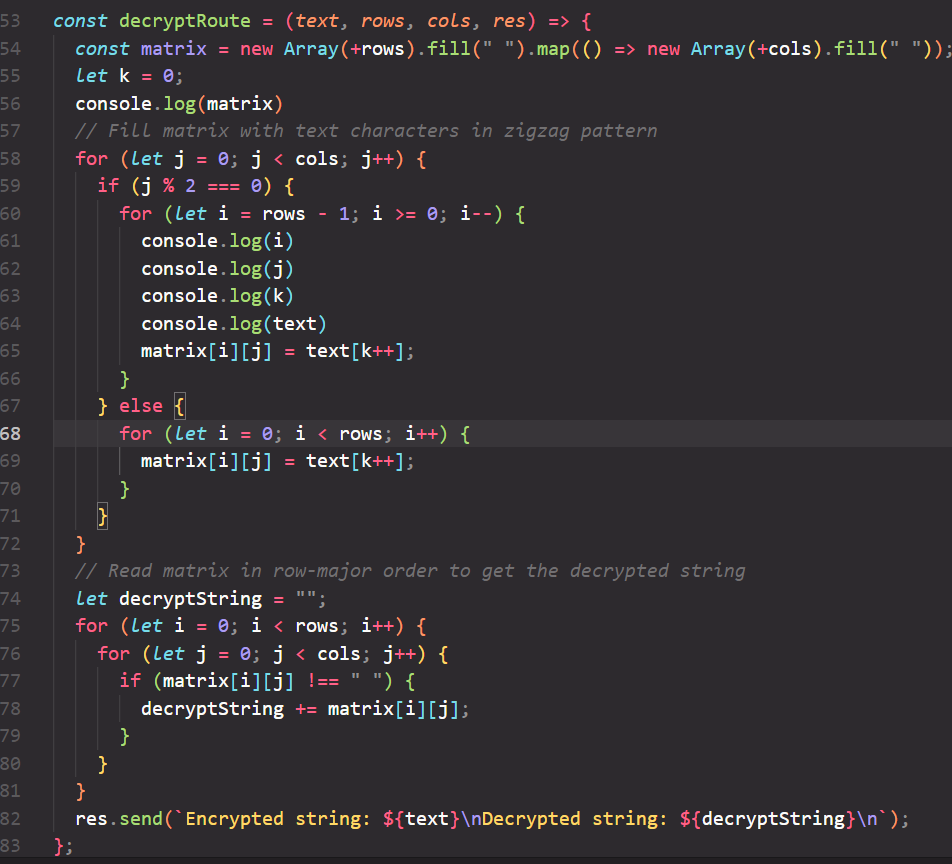 53 const decryptRoute = (text, rows, cols, res) => {
54 const matrix = new Array(+rows).fill(" ").map(() => new Array(+cols).fill(" "));
55 let k = 0;
56 console.log(matrix)
57 // Fill matrix with text characters in zigzag pattern
58 for (let j = 0; j < cols; j++) {
59 if (j % 2 === 0) {
60 for (let i = rows - 1; i >= 0; i--) {
61 console.log(i)
62 console.log(j)
63 console.log(k)
64 console.log(text)
65 matrix[i][j] = text[k++];
66 }
67 } else {
68 for (let i = 0; i < rows; i++) {
69 matrix[i][j] = text[k++];
70 }
71 }
72 }
73 // Read matrix in row-major order to get the decrypted string
74 let decryptString = "";
75 for (let i = 0; i < rows; i++) {
76 for (let j = 0; j < cols; j++) {
77 if (matrix[i][j] !== " ") {
78 decryptString += matrix[i][j];
79 }
80 }
81 }
82 res.send(`Encrypted string: ${text}\nDecrypted string: ${decryptString}\n`);
83 };